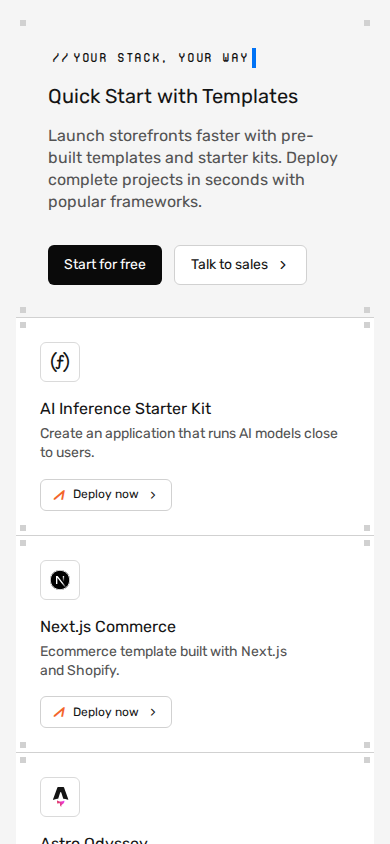 // YOUR STACK, YOUR WAY
Quick Start with Templates
Launch storefronts faster with pre-
built templates and starter kits. Deploy
complete projects in seconds with
popular frameworks.
Start for free
Talk to sales
(f)
AI Inference Starter Kit
Create an application that runs AI models close
to users.
Deploy now
N
Next.js Commerce
Ecommerce template built with Next.js
and Shopify.
Deploy now
Astro Odyssey